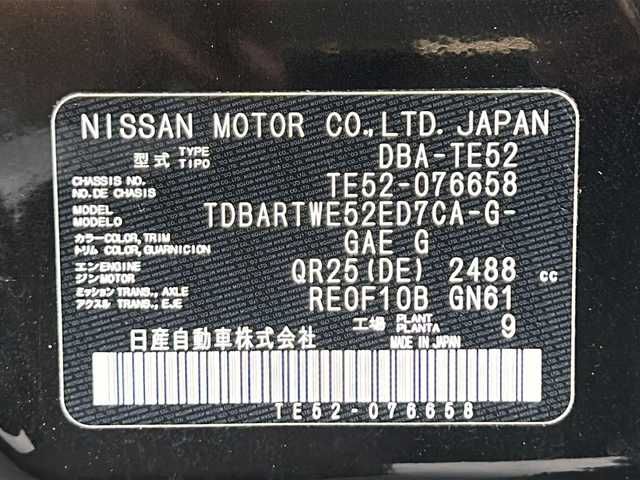 NISSAN MOTOR CO.,LTD. JAPAN
型式 TYPE TIPO DBA-TE52
CHASSIS NO. NO.DE CHASIS TE52-076658
MODEL MODELO TDBARTWE52ED7CA-G-
カラー COLOR,TRIM トリム COLOR,GUARNICION GAE G
エンジン ENGINE MOTOR QR25(DE) 2488 cc
ミッション TRANS., AXLE アクスル TRANS.,EJE RE0F10B GN61
工場 PLANT PLANTA 9
日産自動車株式会社 MADE IN JAPAN
TE52-076658